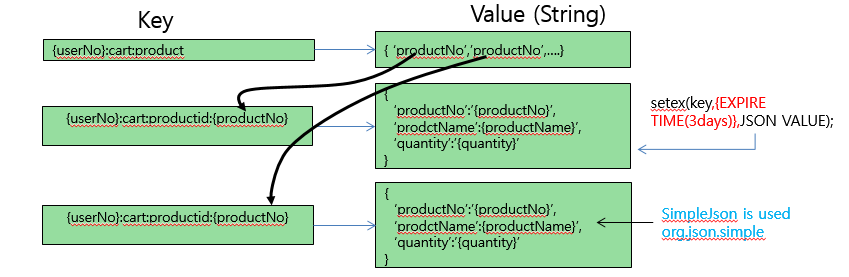 Key
Value (String)
{userNo}:cart:product
{ 'productNo','productNo',....}
{userNo}:cart:productid:{productNo}
{
'productNo':'{productNo}',
'prodctName':{productName}',
'quantity':'{quantity}'
}
setex(key,{EXPIRE
TIME(3days)},JSON VALUE);
{userNo}:cart:productid:{productNo}
{
'productNo':'{productNo}',
'prodctName':{productName}',
'quantity':'{quantity}'
}
SimpleJson is used
org.json.simple